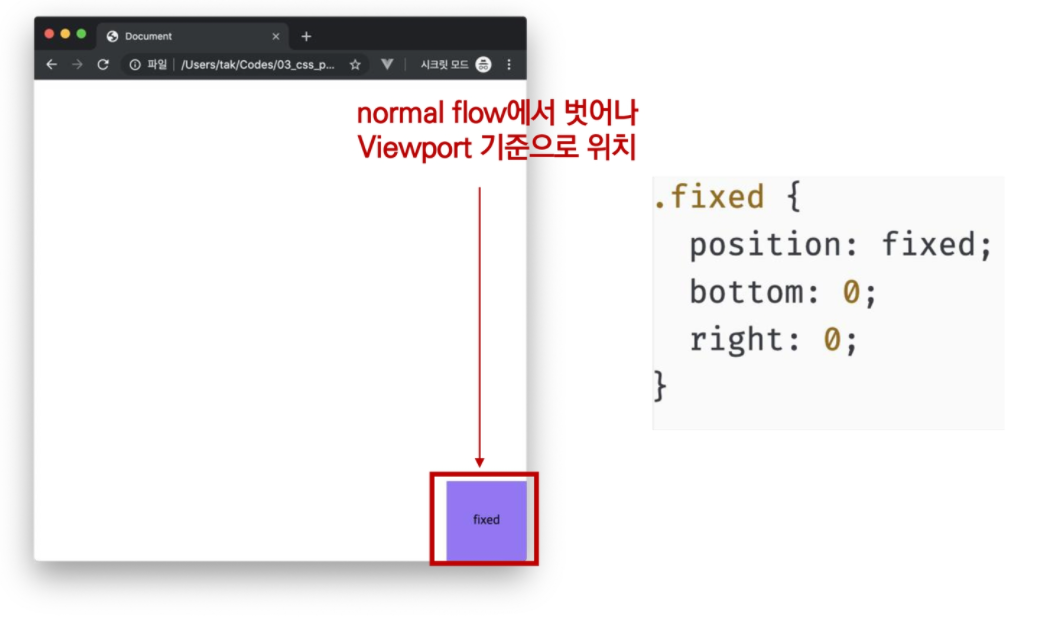 Document
파일 /Users/tak/Codes/03_css_p... 시크릿 모드
normal flow에서 벗어나
Viewport 기준으로 위치
.fixed {
position: fixed;
bottom: 0;
right: 0;
}
fixed